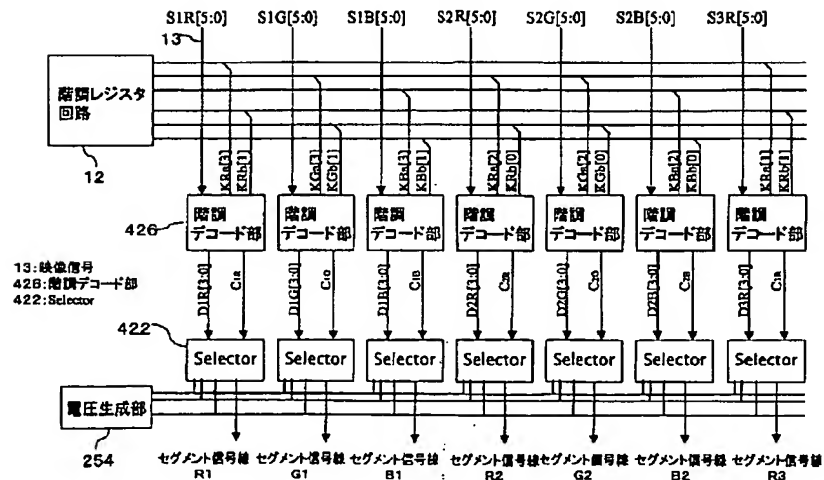 S1R[5:0] S1G[5:0] S1B[5:0] S2R[5:0] S2G[5:0] S2B[5:0] S3R[5:0]
13
階調レジスタ
回路
12
KRa[3] KRb[1] KGa[3] KGb[1] KBa[3] KBb[1] KRa[2] KRb[0] KGa[2] KGb[0] KBa[2] KBb[0] KRa[1] KRb[1]
階調 階調 階調 階調 階調 階調 階調
デコード部 デコード部 デコード部 デコード部 デコード部 デコード部 デコード部
426
13:映像信号
426:階調デコード部
422:Selector
D1R[3:0] C1R D1G[3:0] C1G D1B[3:0] C1B D2R[3:0] C2R D2G[3:0] C2G D2B[3:0] C2B D3R[3:0]
422
Selector Selector Selector Selector Selector Selector Selector
電圧生成部
254
セグメント信号線 セグメント信号線 セグメント信号線 セグメント信号線 セグメント信号線 セグメント信号線 セグメント信号線
R1 G1 B1 R2 G2 B2 R3